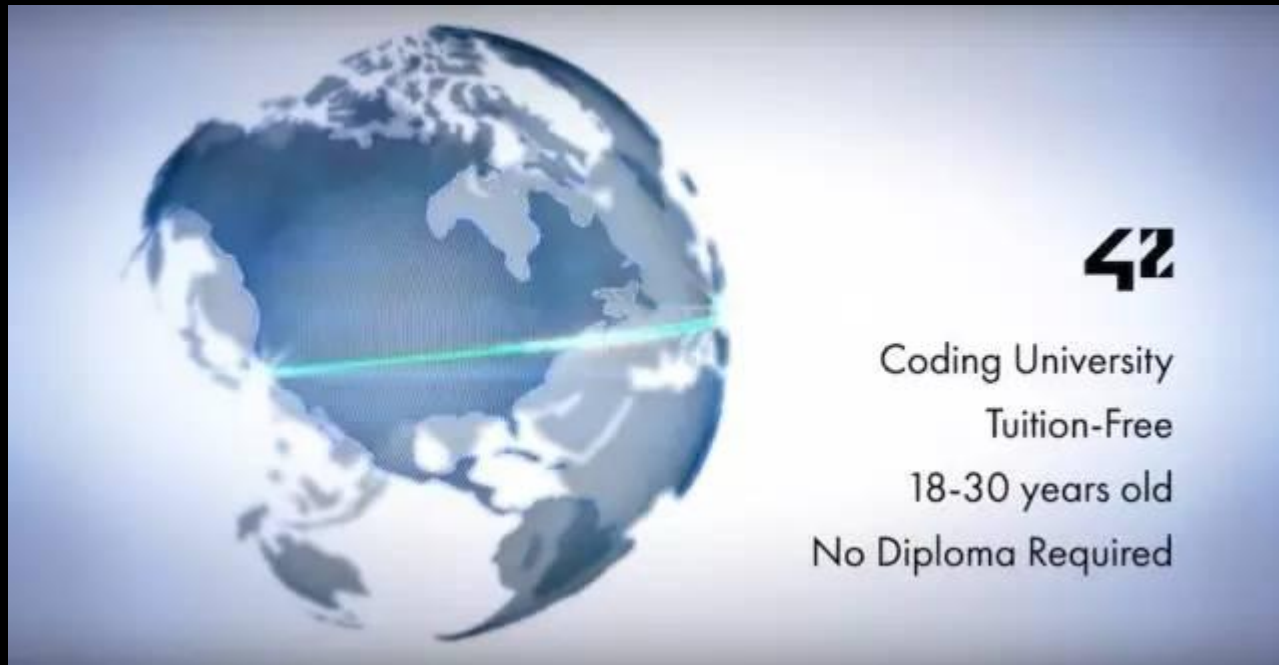 42
Coding University
Tuition-Free
18-30 years old
No Diploma Required